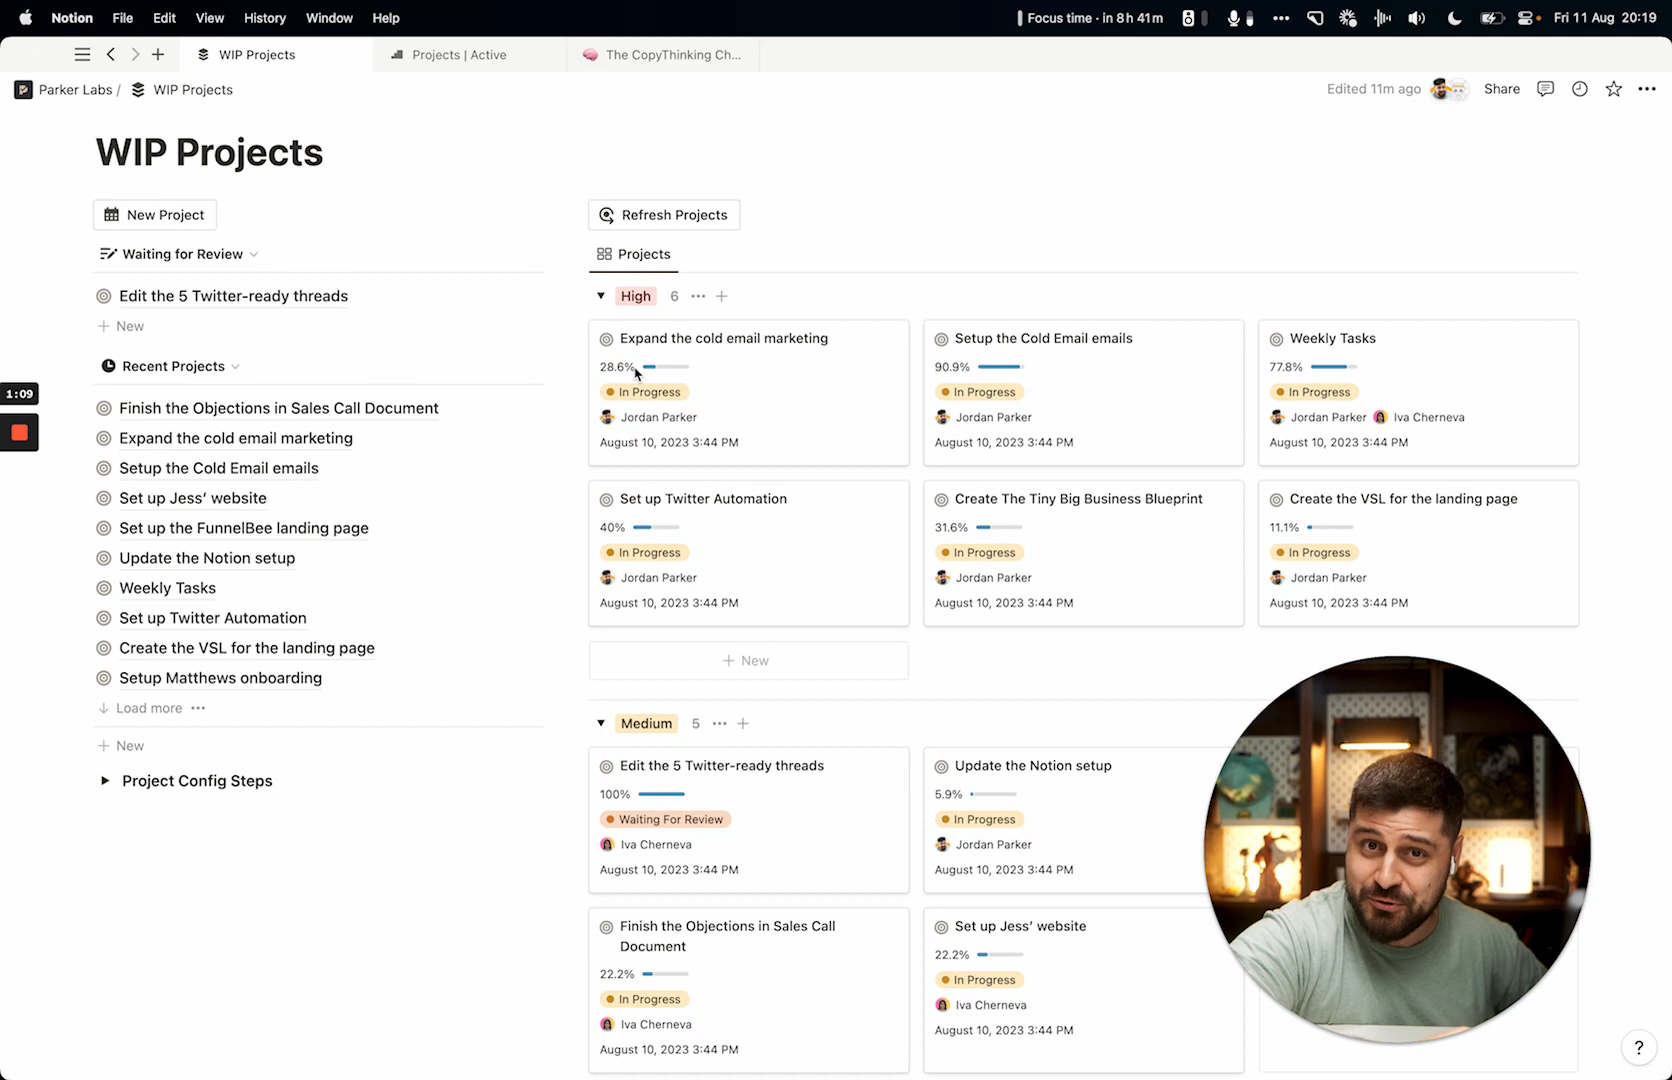 Notion File Edit View History Window Help
Focus time · in 8h 41m
Fri 11 Aug 20:19
WIP Projects
Projects | Active
The CopyThinking Ch...
Parker Labs / WIP Projects
Edited 11m ago
Share
WIP Projects
New Project
Waiting for Review
Edit the 5 Twitter-ready threads
New
Recent Projects
Finish the Objections in Sales Call Document
Expand the cold email marketing
Setup the Cold Email emails
Set up Jess’ website
Set up the FunnelBee landing page
Update the Notion setup
Weekly Tasks
Set up Twitter Automation
Create the VSL for the landing page
Setup Matthews onboarding
Load more
New
Project Config Steps
1:09
Refresh Projects
Projects
High 6
Expand the cold email marketing
28.6%
In Progress
Jordan Parker
August 10, 2023 3:44 PM
Setup the Cold Email emails
90.9%
In Progress
Jordan Parker
August 10, 2023 3:44 PM
Weekly Tasks
77.8%
In Progress
Jordan Parker Iva Cherneva
August 10, 2023 3:44 PM
Set up Twitter Automation
40%
In Progress
Jordan Parker
August 10, 2023 3:44 PM
Create The Tiny Big Business Blueprint
31.6%
In Progress
Jordan Parker
August 10, 2023 3:44 PM
Create the VSL for the landing page
11.1%
In Progress
Jordan Parker
August 10, 2023 3:44 PM
New
Medium 5
Edit the 5 Twitter-ready threads
100%
Waiting For Review
Iva Cherneva
August 10, 2023 3:44 PM
Update the Notion setup
5.9%
In Progress
Jordan Parker
August 10, 2023 3:44 PM
Finish the Objections in Sales Call
Document
22.2%
In Progress
Iva Cherneva
August 10, 2023 3:44 PM
Set up Jess’ website
22.2%
In Progress
Iva Cherneva
August 10, 2023 3:44 PM
?